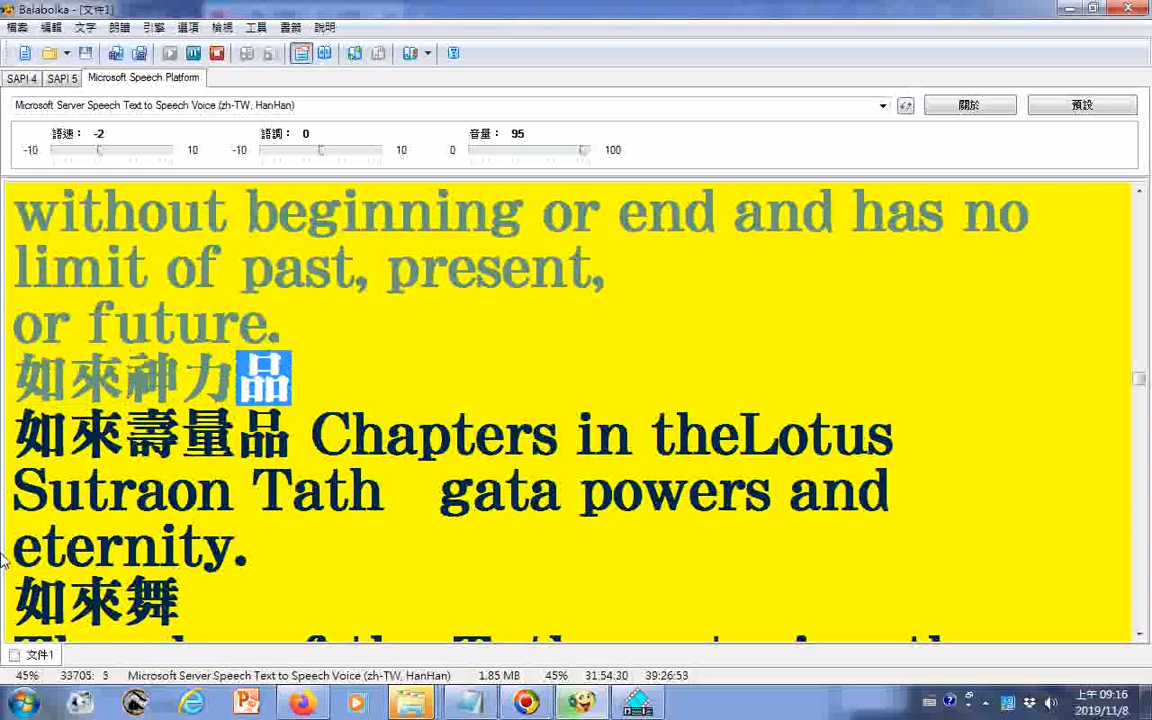 Balabolka - [文件1]
檔案 編輯 文字 朗讀 引擎 選項 檢視 工具 書籤 說明
SAPI 4 SAPI 5 Microsoft Speech Platform
Microsoft Server Speech Text to Speech Voice (zh-TW, HanHan) 關於 預設
語速： -2 語調： 0 音量： 95
-10 10 -10 10 0 100
without beginning or end and has no
limit of past, present,
or future.
如來神力品
如來壽量品 Chapters in theLotus
Sutraon Tath gata powers and
eternity.
如來舞
文件1
45% 33705: 3 Microsoft Server Speech Text to Speech Voice (zh-TW, HanHan) 1.85 MB 45% 31:54:30 39:26:53
上午 09:16
2019/11/8